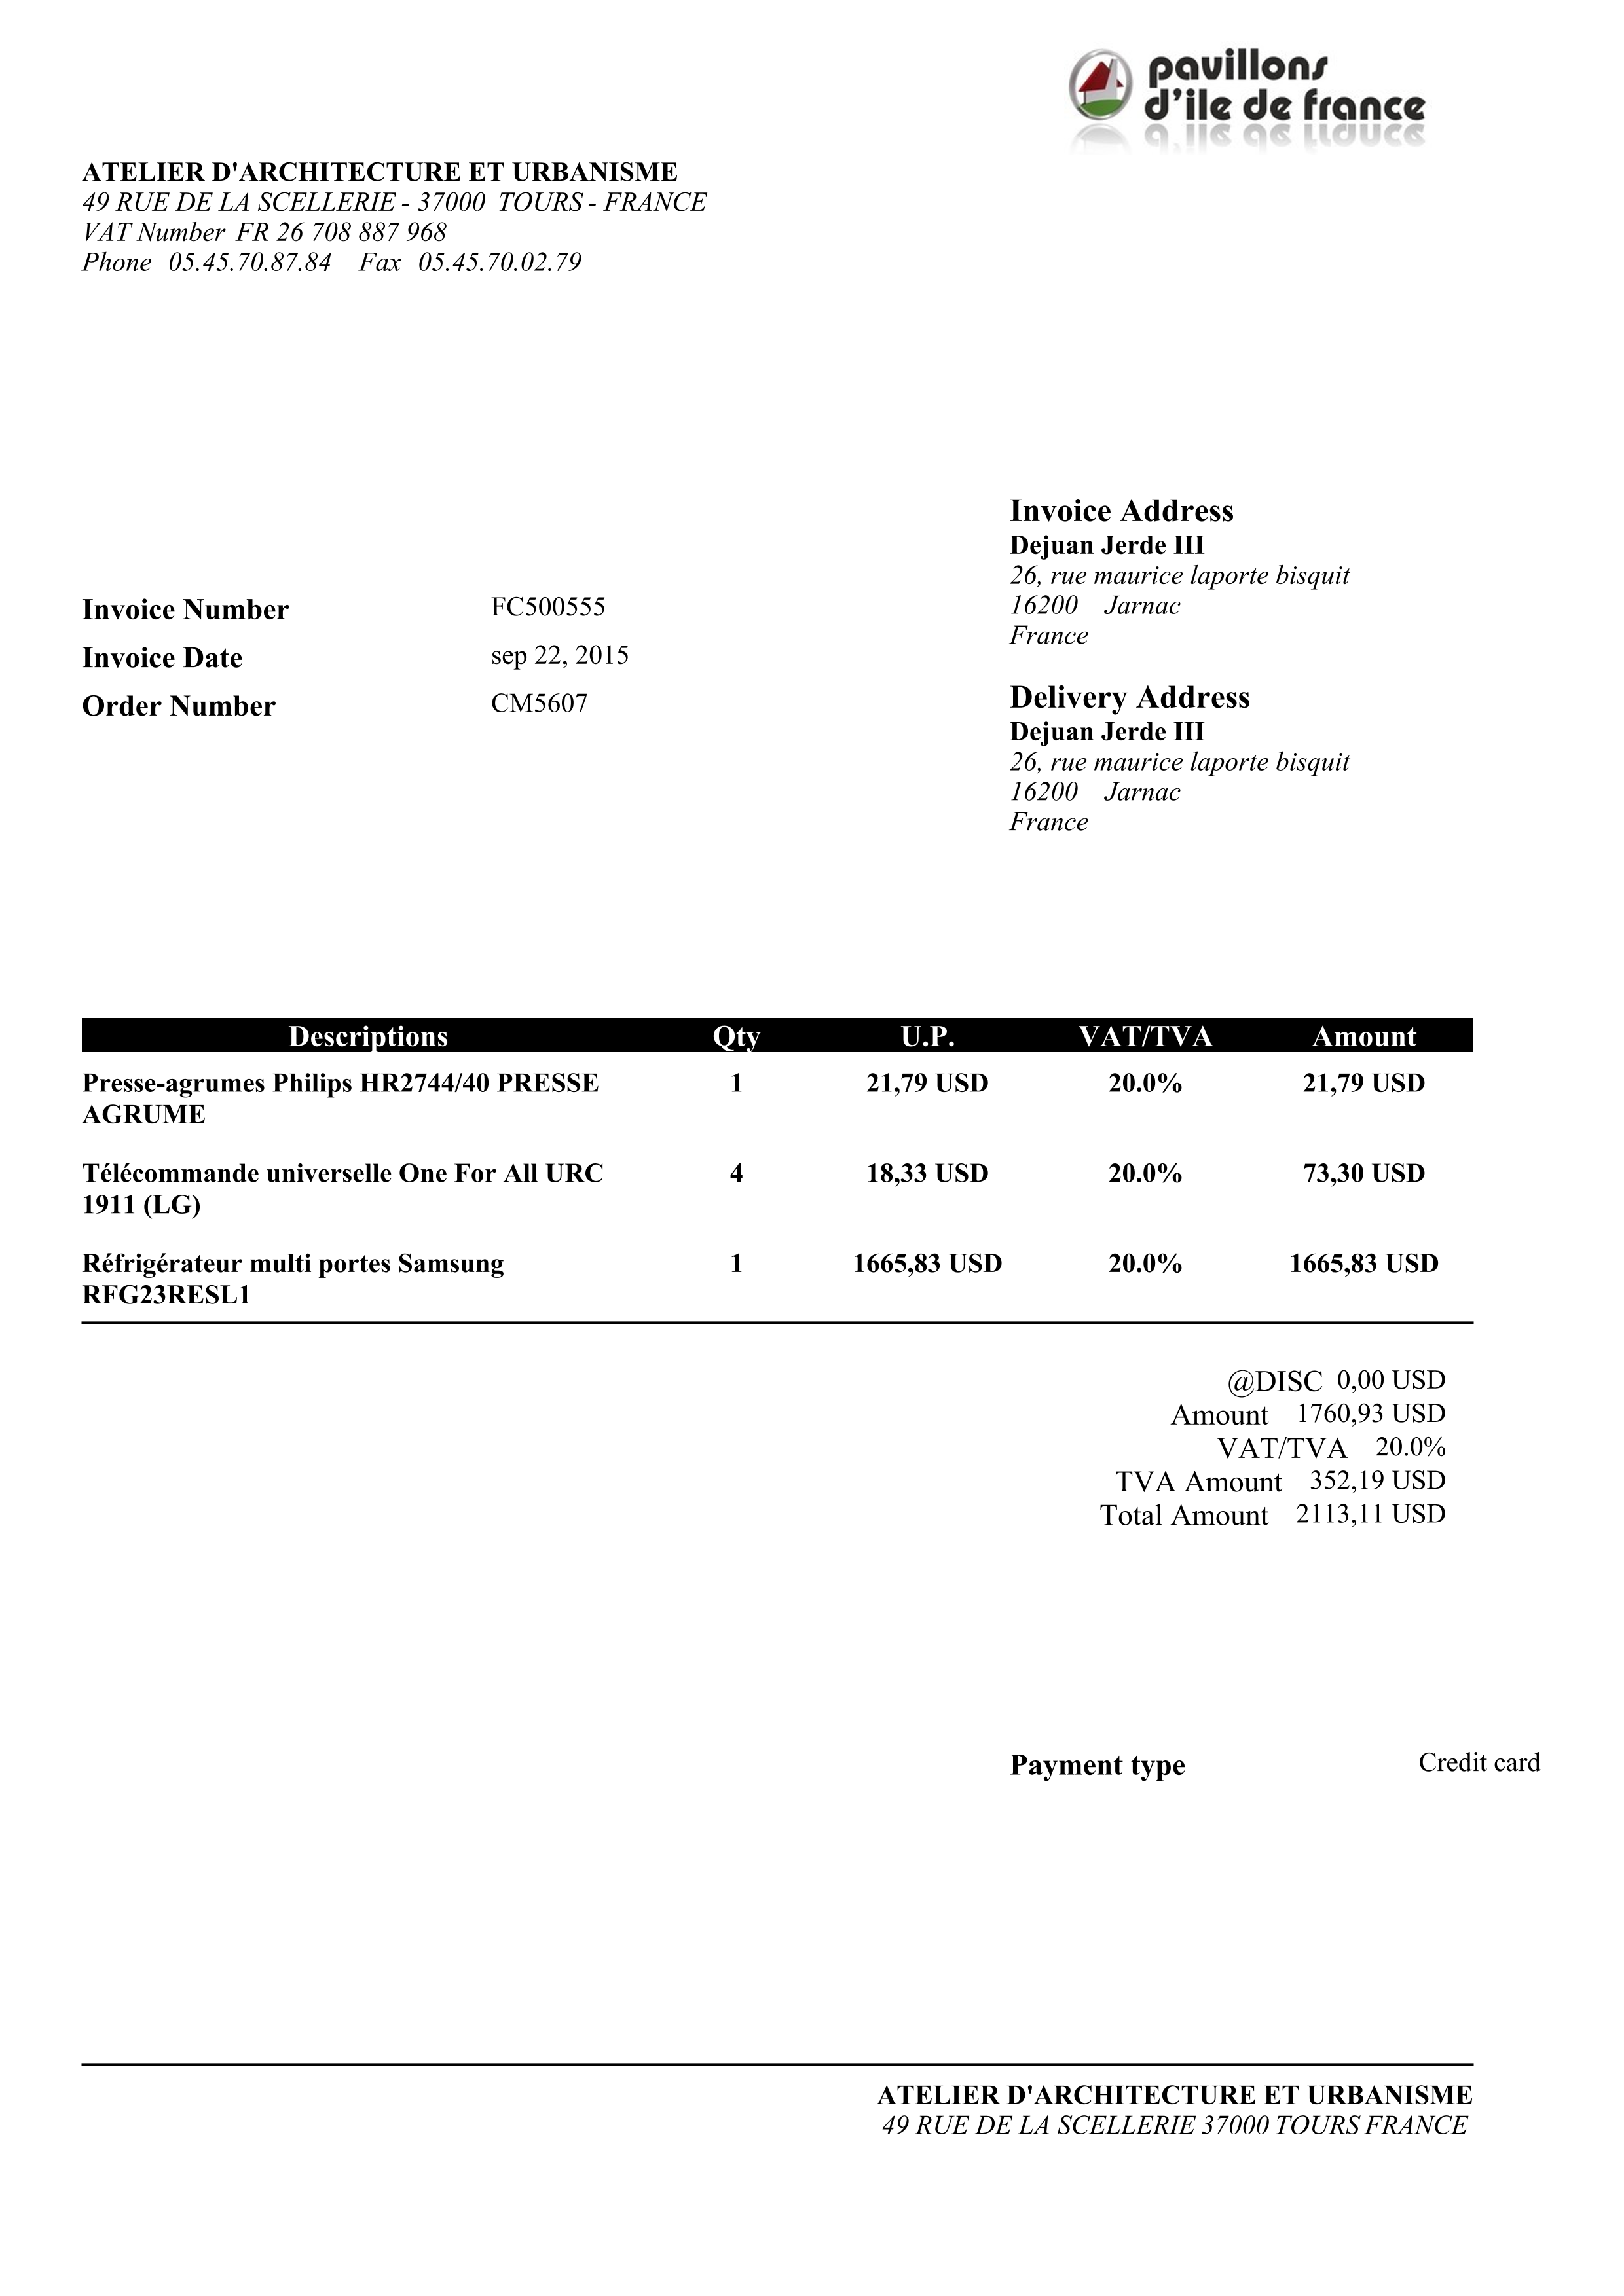 pavillons
d'ile de france
ATELIER D'ARCHITECTURE ET URBANISME
49 RUE DE LA SCELLERIE - 37000 TOURS - FRANCE
VAT Number FR 26 708 887 968
Phone 05.45.70.87.84 Fax 05.45.70.02.79
Invoice Number FC500555
Invoice Date sep 22, 2015
Order Number CM5607
Invoice Address
Dejuan Jerde III
26, rue maurice laporte bisquit
16200 Jarnac
France
Delivery Address
Dejuan Jerde III
26, rue maurice laporte bisquit
16200 Jarnac
France
Descriptions Qty U.P. VAT/TVA Amount
Presse-agrumes Philips HR2744/40 PRESSE 1 21,79 USD 20.0% 21,79 USD
AGRUME
Télécommande universelle One For All URC 4 18,33 USD 20.0% 73,30 USD
1911 (LG)
Réfrigérateur multi portes Samsung 1 1665,83 USD 20.0% 1665,83 USD
RFG23RESL1
@DISC 0,00 USD
Amount 1760,93 USD
VAT/TVA 20.0%
TVA Amount 352,19 USD
Total Amount 2113,11 USD
Payment type Credit card
ATELIER D'ARCHITECTURE ET URBANISME
49 RUE DE LA SCELLERIE 37000 TOURS FRANCE